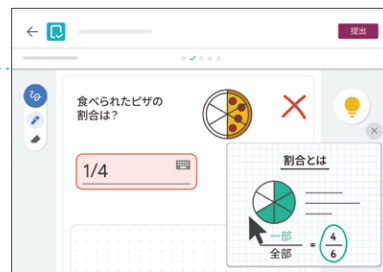 提出
食べられたピザの
割合は？
1/4
割合とは
一部
全部
=
4
6